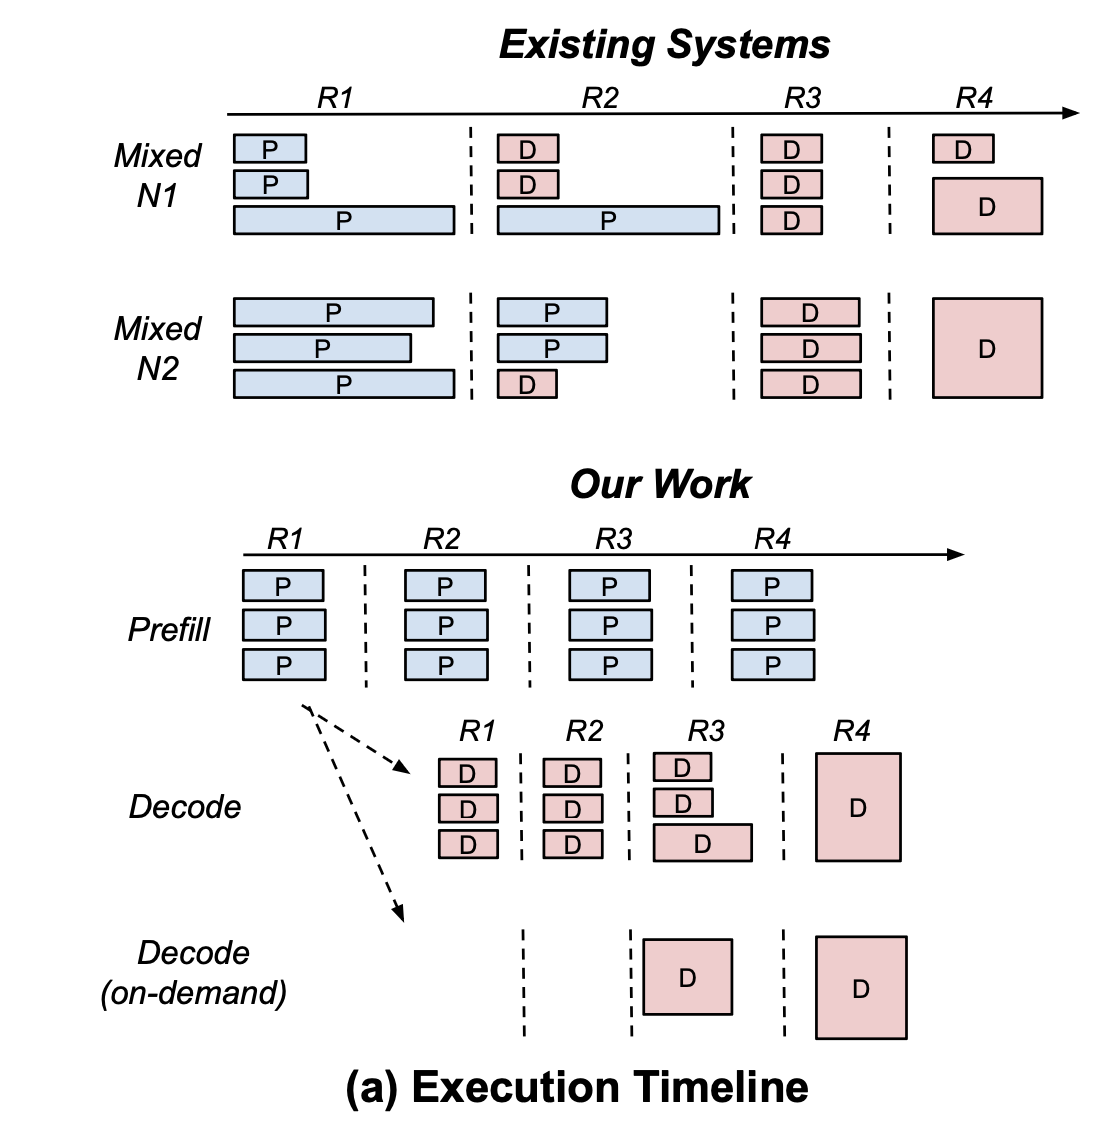 Existing Systems
R1 R2 R3 R4
Mixed
N1
P D D D
P D D D
P P D
Mixed
N2
P P D D
P P D
P D D
Our Work
R1 R2 R3 R4
Prefill
P P P P
P P P P
P P P P
R1 R2 R3 R4
Decode
D D D D
D D D
D D D
Decode
(on-demand)
D D
(a) Execution Timeline